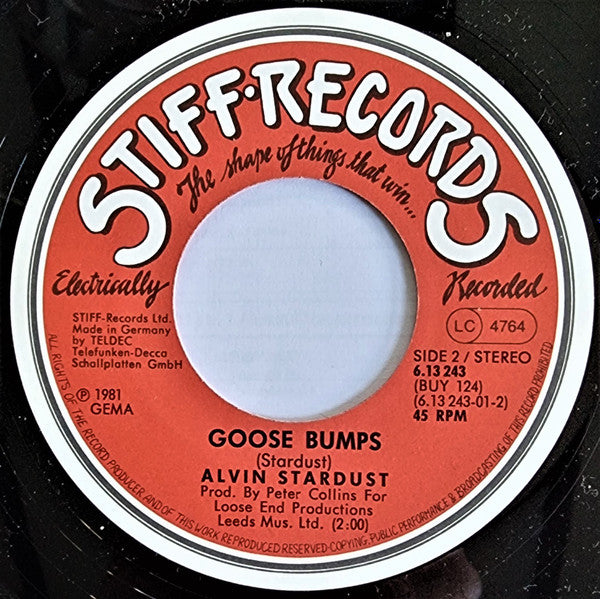 STIFF·RECORDS
The shape of things that win...
Electrically Recorded
STIFF-Records Ltd.
Made in Germany
by TELDEC
Telefunken-Decca
Schallplatten GmbH
℗ 1981
GEMA
LC 4764
SIDE 2 / STEREO
6.13 243
(BUY 124)
(6.13 243-01-2)
45 RPM
GOOSE BUMPS
(Stardust)
ALVIN STARDUST
Prod. By Peter Collins For
Loose End Productions
Leeds Mus. Ltd. (2:00)
ALL RIGHTS OF THE RECORD PRODUCER AND OF THIS WORK REPRODUCED RESERVED·COPYING, PUBLIC PERFORMANCE & BROADCASTING OF THIS RECORD PROHIBITED